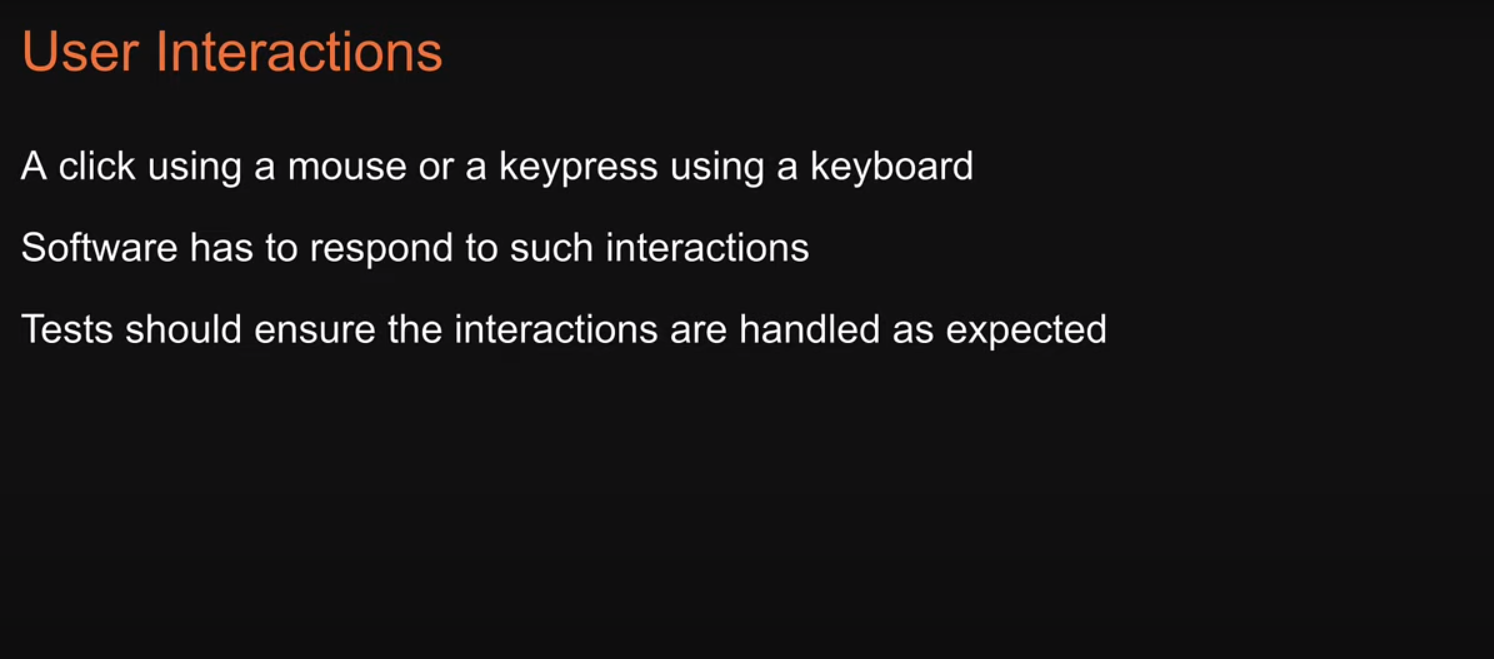 User Interactions
A click using a mouse or a keypress using a keyboard
Software has to respond to such interactions
Tests should ensure the interactions are handled as expected